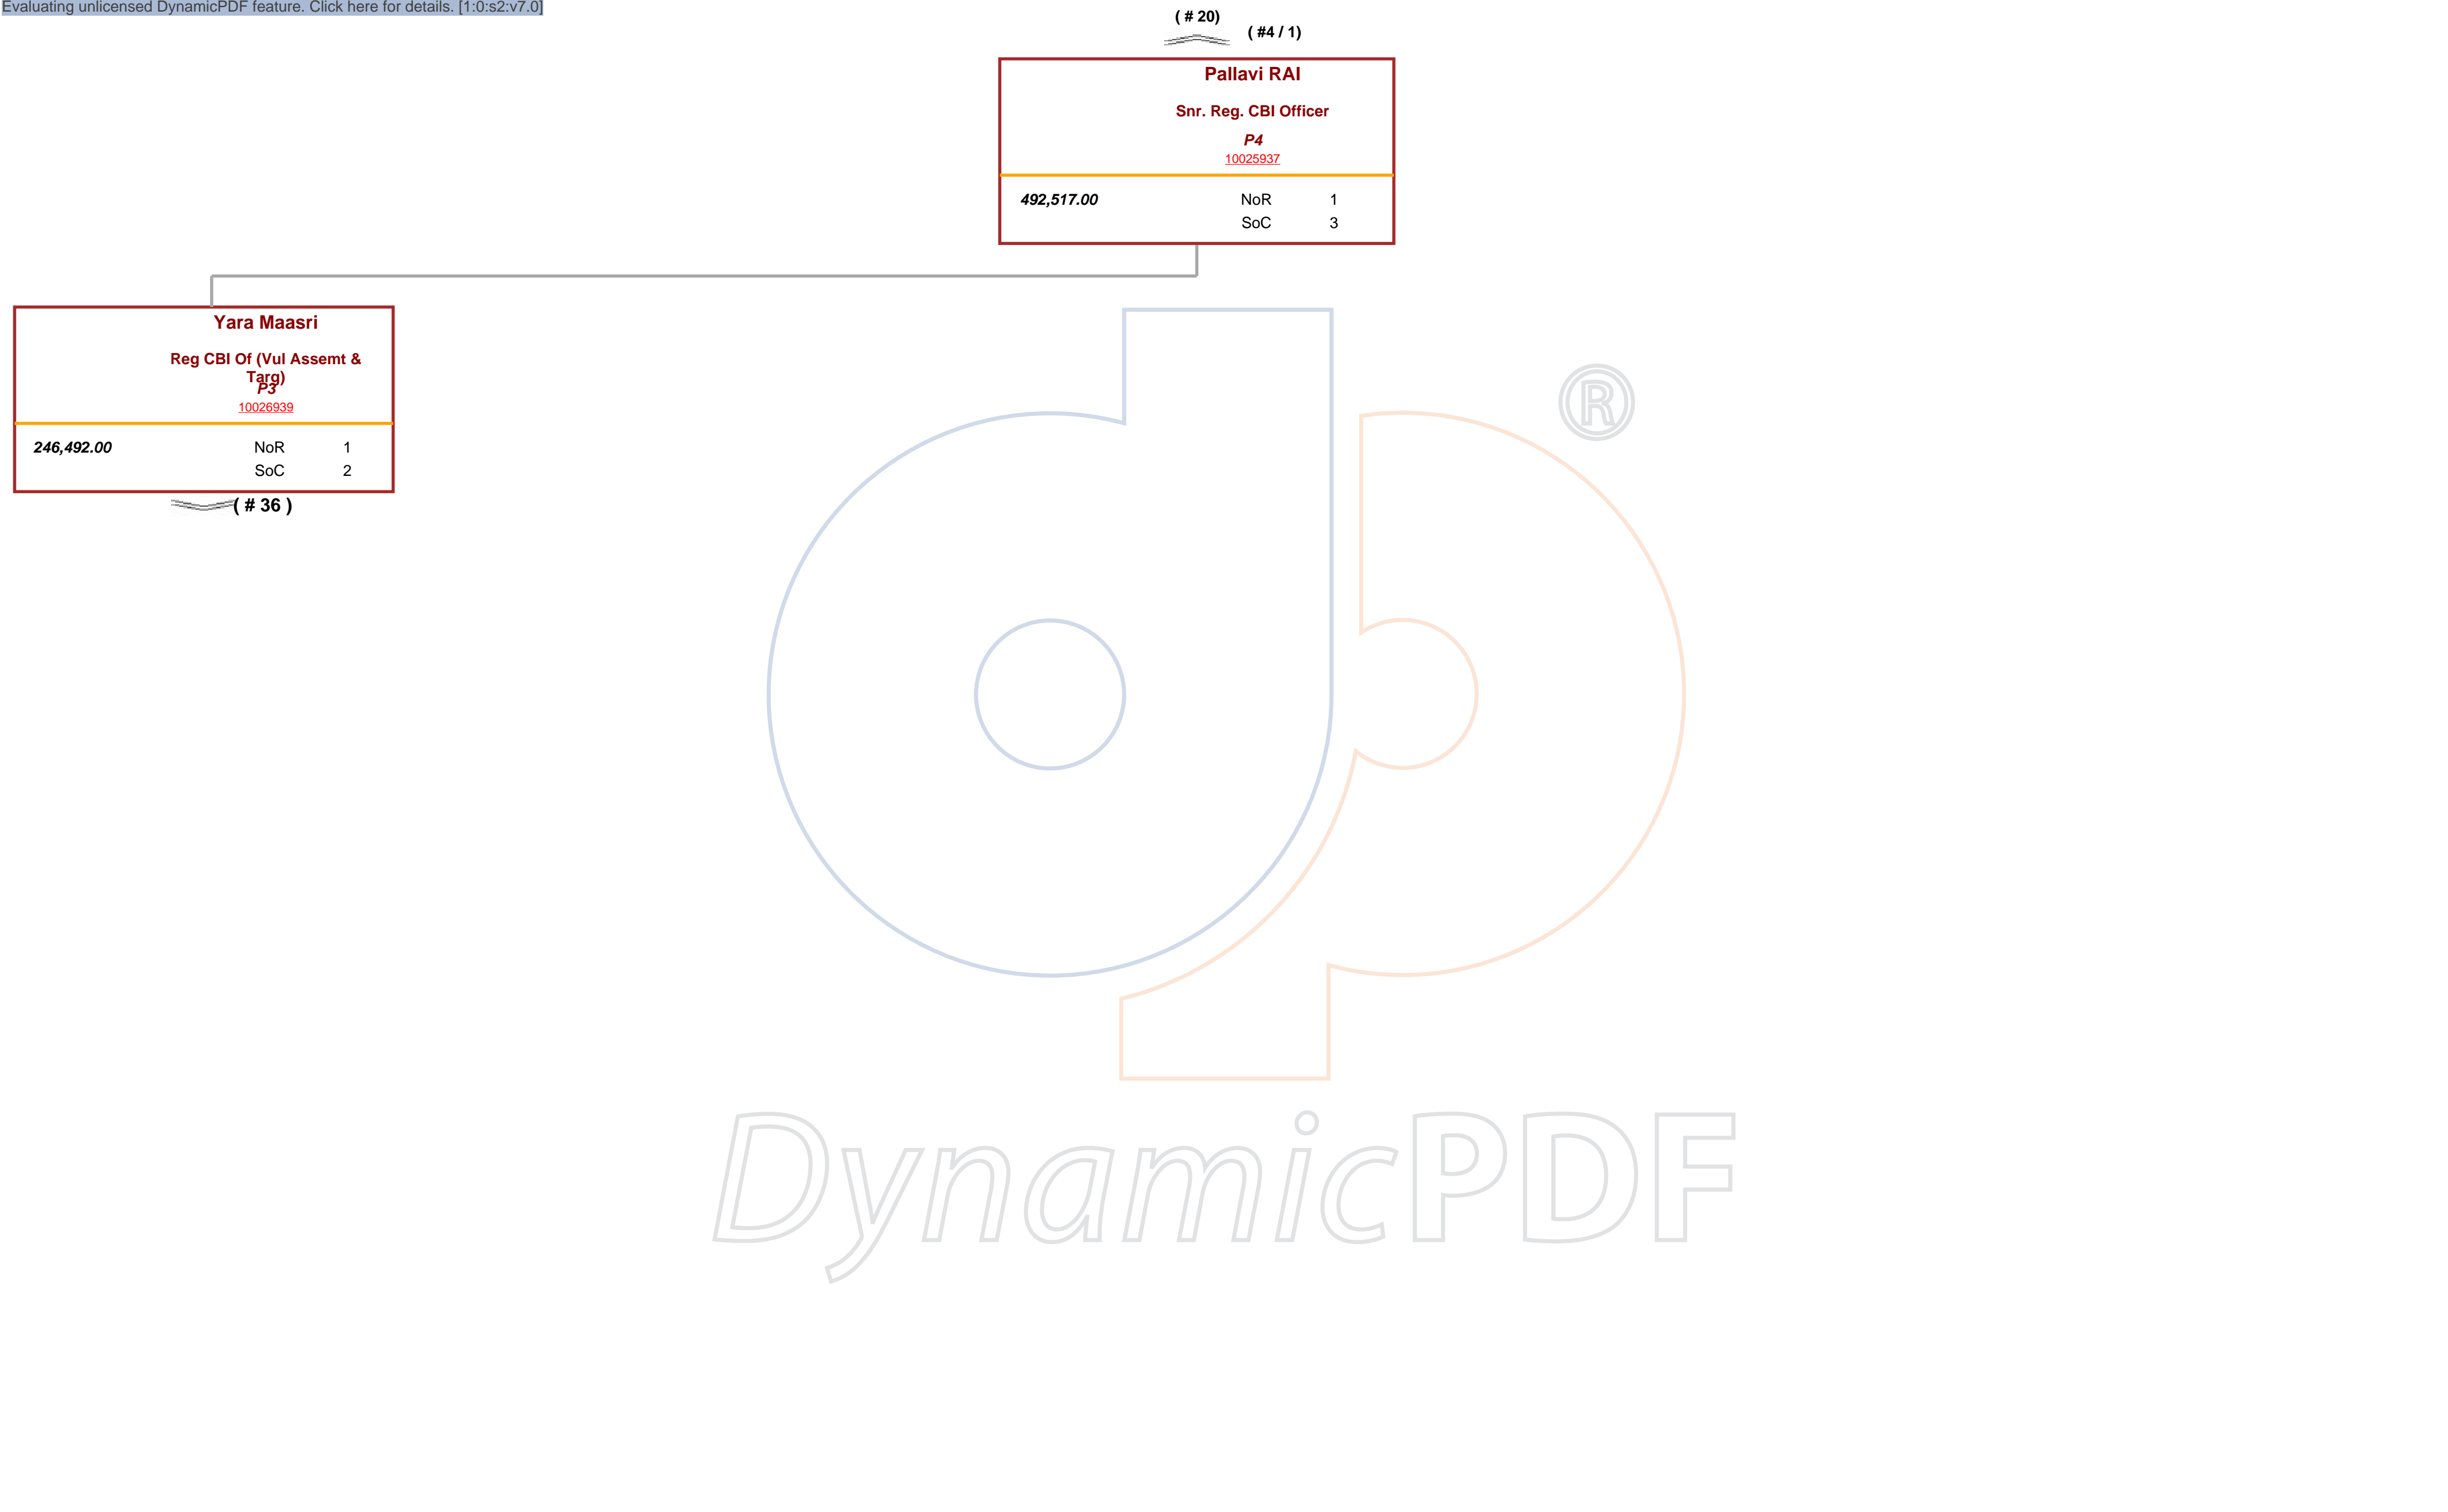 Evaluating unlicensed DynamicPDF feature. Click here for details. [1:0:s2:v7.0]
( # 20)
( #4 / 1)
Pallavi RAI
Snr. Reg. CBI Officer
P4
10025937
492,517.00 NoR 1
SoC 3
Yara Maasri
Reg CBI Of (Vul Assemt &
Targ)
P3
10026939
246,492.00 NoR 1
SoC 2
( # 36 )
®
DynamicPDF